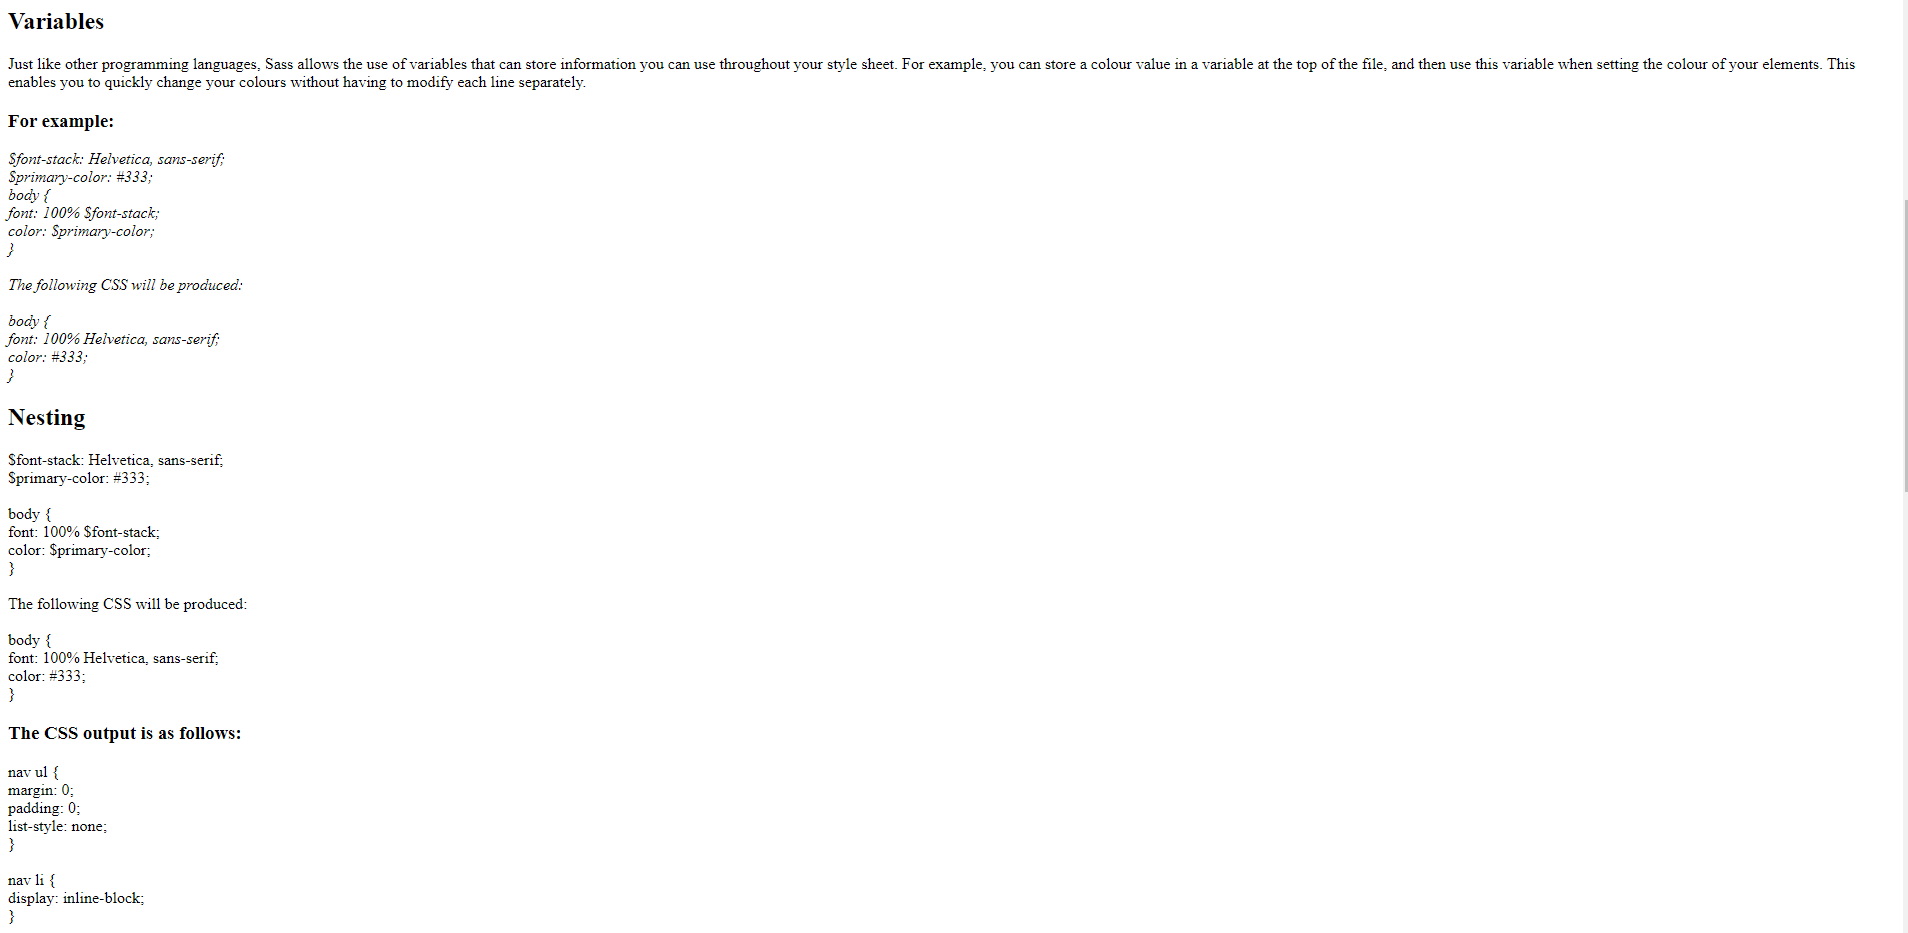 Variables
Just like other programming languages, Sass allows the use of variables that can store information you can use throughout your style sheet. For example, you can store a colour value in a variable at the top of the file, and then use this variable when setting the colour of your elements. This
enables you to quickly change your colours without having to modify each line separately.
For example:
$font-stack: Helvetica, sans-serif;
$primary-color: #333;
body {
font: 100% $font-stack;
color: $primary-color;
}
The following CSS will be produced:
body {
font: 100% Helvetica, sans-serif;
color: #333;
}
Nesting
$font-stack: Helvetica, sans-serif;
$primary-color: #333;
body {
font: 100% $font-stack;
color: $primary-color;
}
The following CSS will be produced:
body {
font: 100% Helvetica, sans-serif;
color: #333;
}
The CSS output is as follows:
nav ul {
margin: 0;
padding: 0;
list-style: none;
}
nav li {
display: inline-block;
}